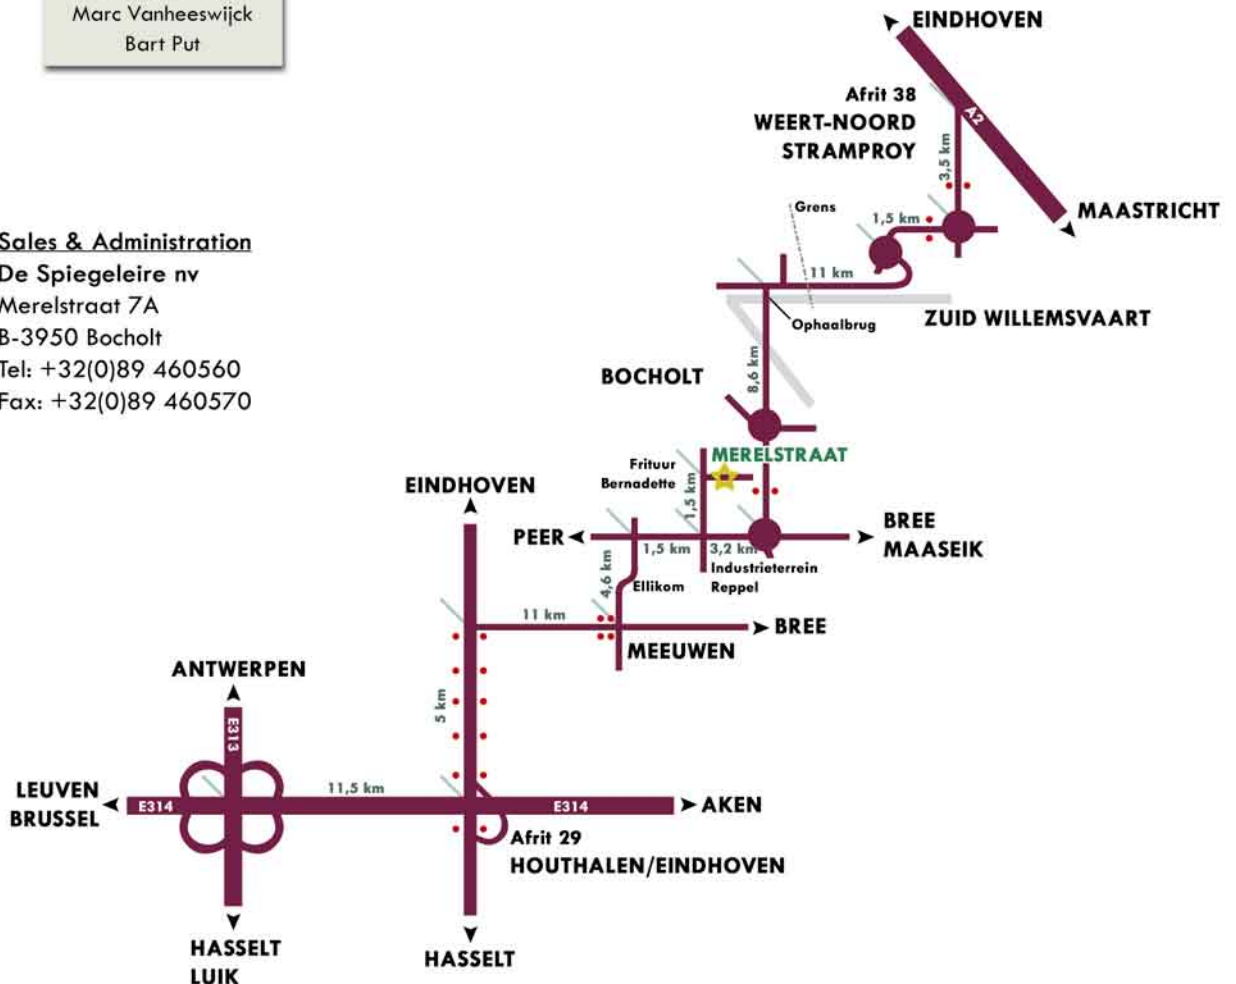 Marc Vanheeswijck
Bart Put
Sales & Administration
De Spiegeleire nv
Merelstraat 7A
B-3950 Bocholt
Tel: +32(0)89 460560
Fax: +32(0)89 460570
EINDHOVEN
Afrit 38
WEERT-NOORD
STRAMPROY
A2
3,5 km
MAASTRICHT
Grens
1,5 km
11 km
ZUID WILLEMSVAART
Ophaalbrug
8,6 km
BOCHOLT
MERELSTRAAT
Frituur
Bernadette
1,5 km
EINDHOVEN
PEER
BREE
MAASEIK
1,5 km
3,2 km
Industrieterrein
Reppel
4,6 km
Ellikom
11 km
BREE
MEEUWEN
ANTWERPEN
E313
5 km
LEUVEN
BRUSSEL
E314
11,5 km
E314
AKEN
Afrit 29
HOUTHALEN/EINDHOVEN
HASSELT
LUIK
HASSELT